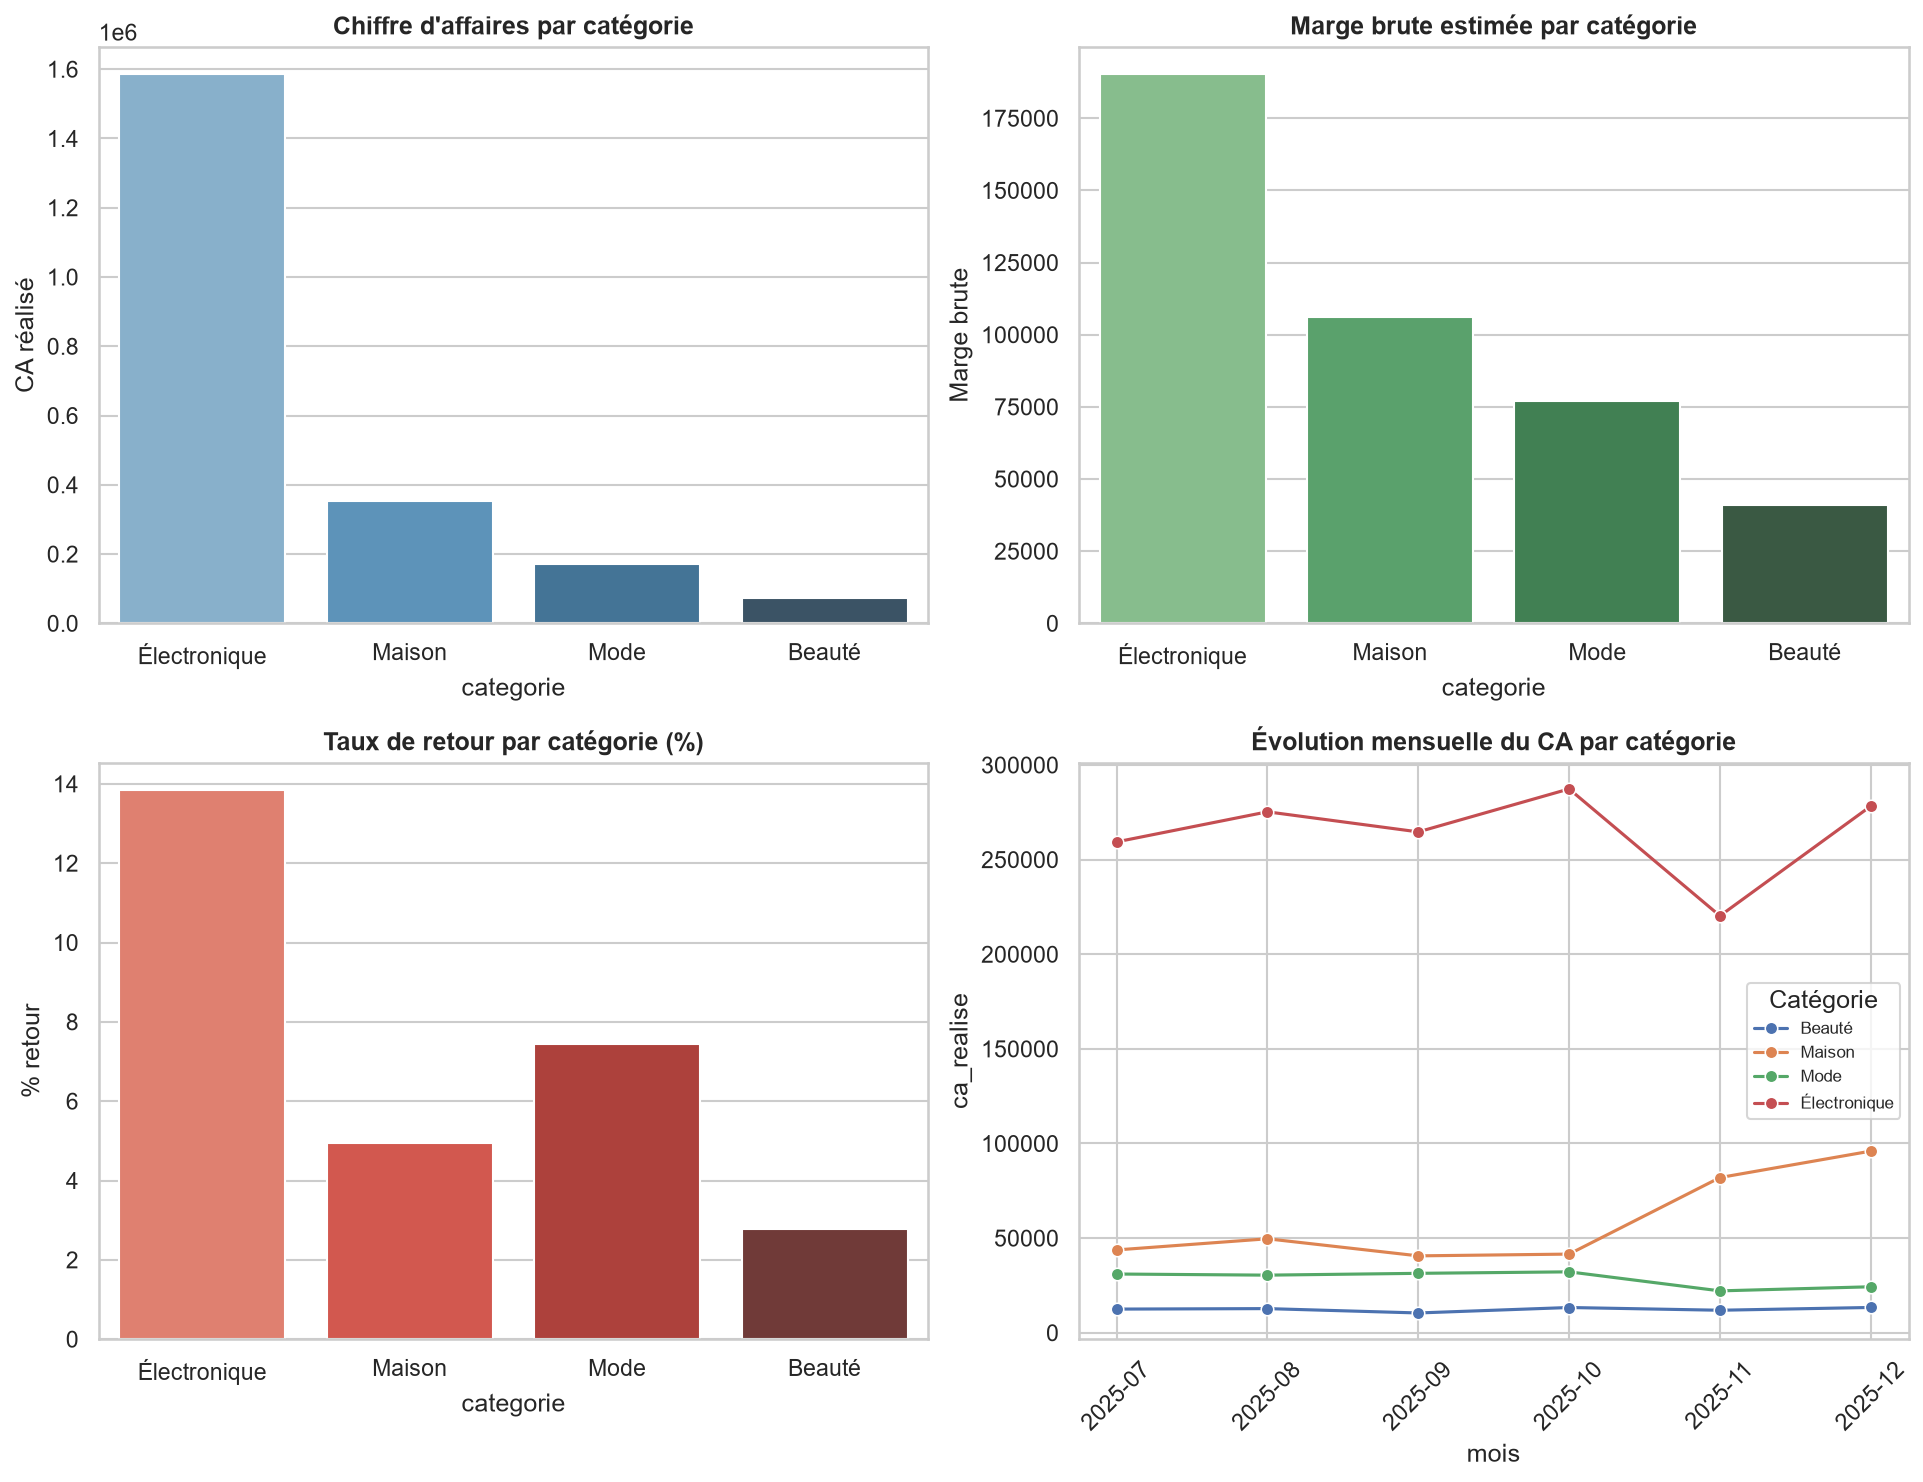 Chiffre d'affaires par catégorie
1e6
1.6
1.4
1.2
1.0
0.8
0.6
0.4
0.2
0.0
CA réalisé
Électronique Maison Mode Beauté
categorie
Marge brute estimée par catégorie
175000
150000
125000
100000
75000
50000
25000
0
Marge brute
Électronique Maison Mode Beauté
categorie
Taux de retour par catégorie (%)
14
12
10
8
6
4
2
0
% retour
Électronique Maison Mode Beauté
categorie
Évolution mensuelle du CA par catégorie
300000
250000
200000
150000
100000
50000
0
ca_realise
Catégorie
Beauté
Maison
Mode
Électronique
2025-07 2025-08 2025-09 2025-10 2025-11 2025-12
mois